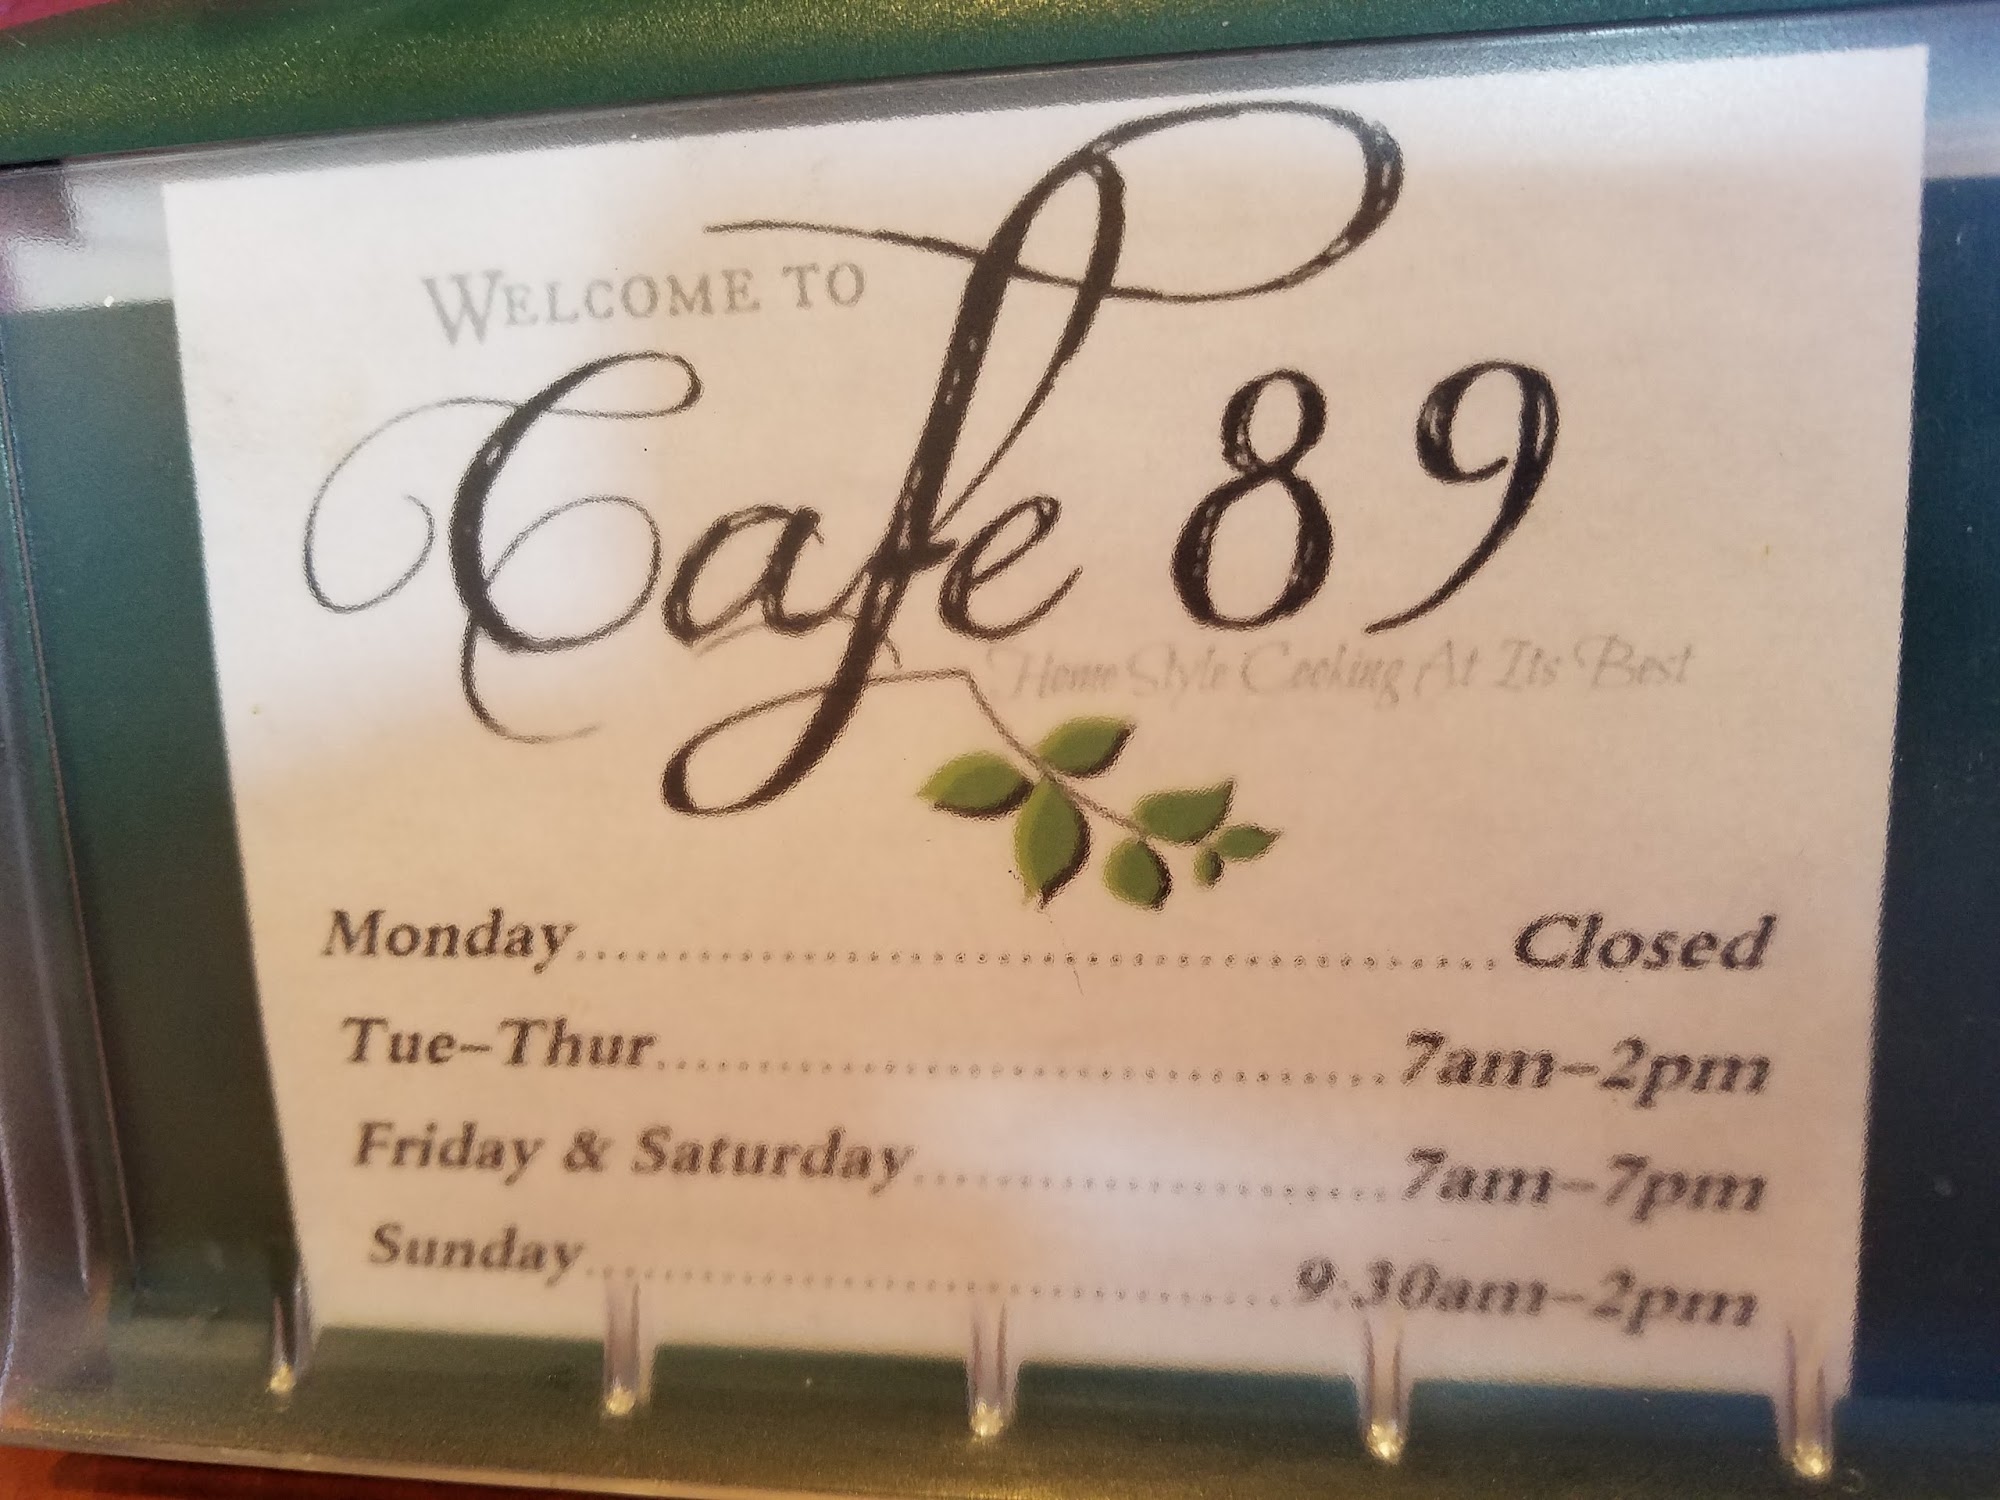 WELCOME TO
Cafe 89
Home Style Cooking At Its Best
Monday..........................................Closed
Tue–Thur.................................7am–2pm
Friday & Saturday.....................7am–7pm
Sunday................................9:30am–2pm